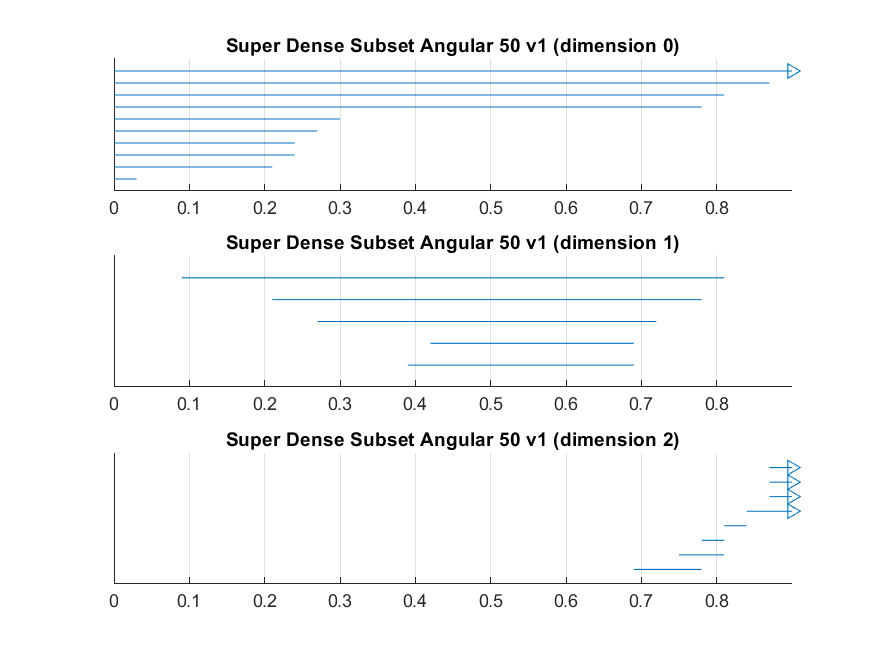 Super Dense Subset Angular 50 v1 (dimension 0)
0 0.1 0.2 0.3 0.4 0.5 0.6 0.7 0.8
Super Dense Subset Angular 50 v1 (dimension 1)
0 0.1 0.2 0.3 0.4 0.5 0.6 0.7 0.8
Super Dense Subset Angular 50 v1 (dimension 2)
0 0.1 0.2 0.3 0.4 0.5 0.6 0.7 0.8